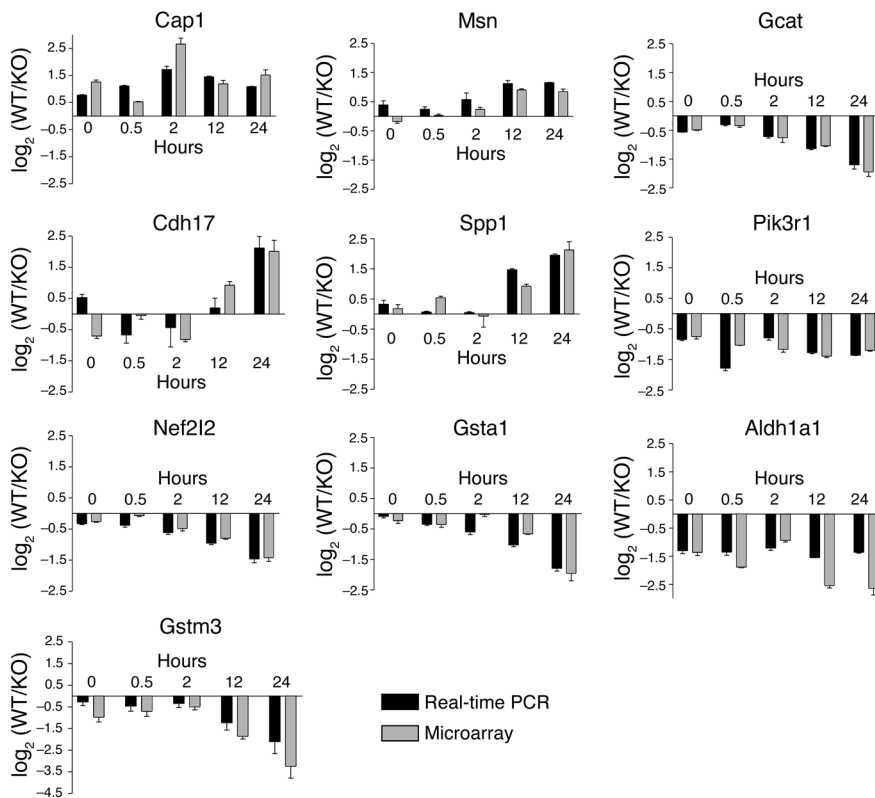 Cap1
log2 (WT/KO)
2.5
1.5
0.5
−0.5
−1.5
−2.5
0 0.5 2 12 24
Hours
Msn
log2 (WT/KO)
2.5
1.5
0.5
−0.5
−1.5
−2.5
0 0.5 2 12 24
Hours
Gcat
log2 (WT/KO)
2.5
1.5
0.5
−0.5
−1.5
−2.5
Hours
0 0.5 2 12 24
Cdh17
log2 (WT/KO)
2.5
1.5
0.5
−0.5
−1.5
−2.5
0 0.5 2 12 24
Hours
Spp1
log2 (WT/KO)
2.5
1.5
0.5
−0.5
−1.5
−2.5
0 0.5 2 12 24
Hours
Pik3r1
log2 (WT/KO)
2.5
1.5
0.5
−0.5
−1.5
−2.5
Hours
0 0.5 2 12 24
Nef2l2
log2 (WT/KO)
2.5
1.5
0.5
−0.5
−1.5
−2.5
Hours
0 0.5 2 12 24
Gsta1
log2 (WT/KO)
2.5
1.5
0.5
−0.5
−1.5
−2.5
Hours
0 0.5 2 12 24
Aldh1a1
log2 (WT/KO)
2.5
1.5
0.5
−0.5
−1.5
−2.5
Hours
0 0.5 2 12 24
Gstm3
log2 (WT/KO)
2.5
1.5
0.5
−0.5
−1.5
−2.5
−3.5
−4.5
Hours
0 0.5 2 12 24
Real-time PCR
Microarray